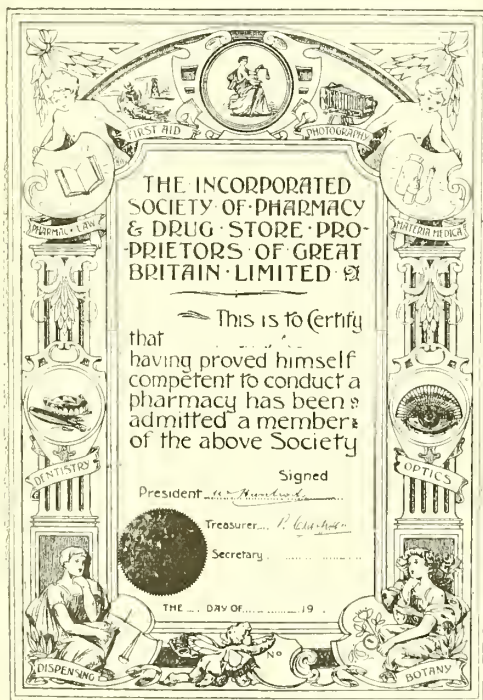 FIRST AID
PHOTOGRAPHY
PHARMAL · LAW
MATERIA MEDICA
THE · INCORPORATED
SOCIETY · OF · PHARMACY
& DRUG · STORE · PRO-
-PRIETORS · OF · GREAT
BRITAIN · LIMITED
This is to Certify
that
having proved himself
competent to conduct a
pharmacy has been
admitted a member
of the above Society
DENTISTRY
OPTICS
Signed
President
Treasurer
Secretary
THE DAY OF 19
DISPENSING
No
BOTANY